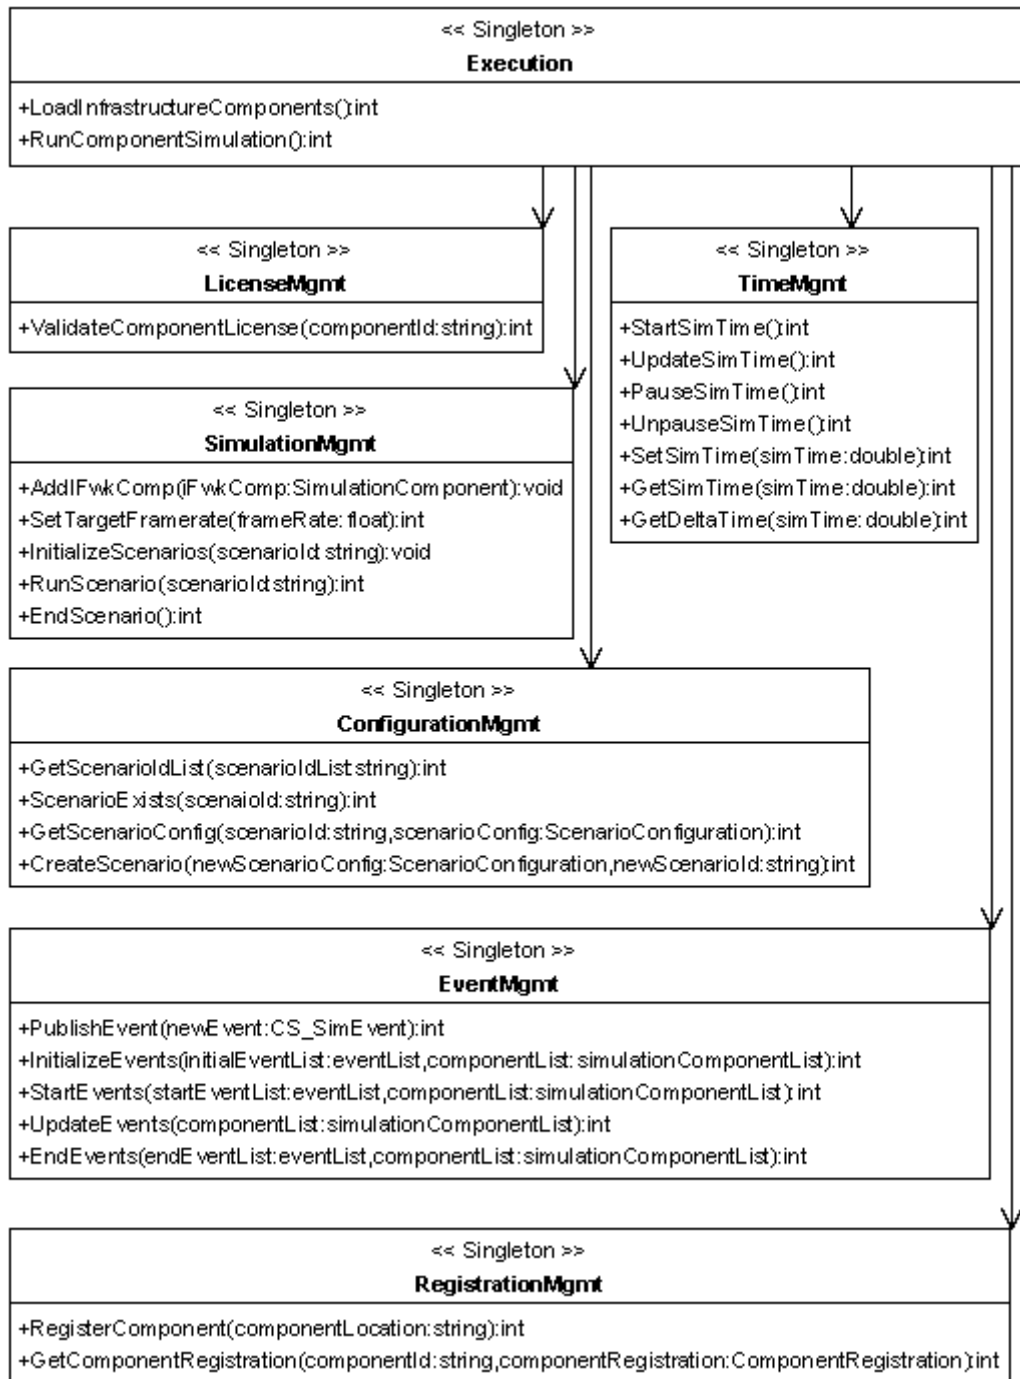 << Singleton >>
Execution
+LoadInfrastructureComponents():int
+RunComponentSimulation():int
<< Singleton >>
LicenseMgmt
+ValidateComponentLicense(componentId:string):int
<< Singleton >>
TimeMgmt
+StartSimTime():int
+UpdateSimTime():int
+PauseSimTime():int
+UnpauseSimTime():int
+SetSimTime(simTime:double):int
+GetSimTime(simTime:double):int
+GetDeltaTime(simTime:double):int
<< Singleton >>
SimulationMgmt
+AddIFwkComp(iFwkComp:SimulationComponent):void
+SetTargetFramerate(frameRate:float):int
+InitializeScenarios(scenarioId:string):void
+RunScenario(scenarioId:string):int
+EndScenario():int
<< Singleton >>
ConfigurationMgmt
+GetScenarioIdList(scenarioIdList:string):int
+ScenarioExists(scenaioId:string):int
+GetScenarioConfig(scenarioId:string,scenarioConfig:ScenarioConfiguration):int
+CreateScenario(newScenarioConfig:ScenarioConfiguration,newScenarioId:string):int
<< Singleton >>
EventMgmt
+PublishEvent(newEvent:CS_SimEvent):int
+InitializeEvents(initialEventList:eventList,componentList:simulationComponentList):int
+StartEvents(startEventList:eventList,componentList:simulationComponentList):int
+UpdateEvents(componentList:simulationComponentList):int
+EndEvents(endEventList:eventList,componentList:simulationComponentList):int
<< Singleton >>
RegistrationMgmt
+RegisterComponent(componentLocation:string):int
+GetComponentRegistration(componentId:string,componentRegistration:ComponentRegistration):int